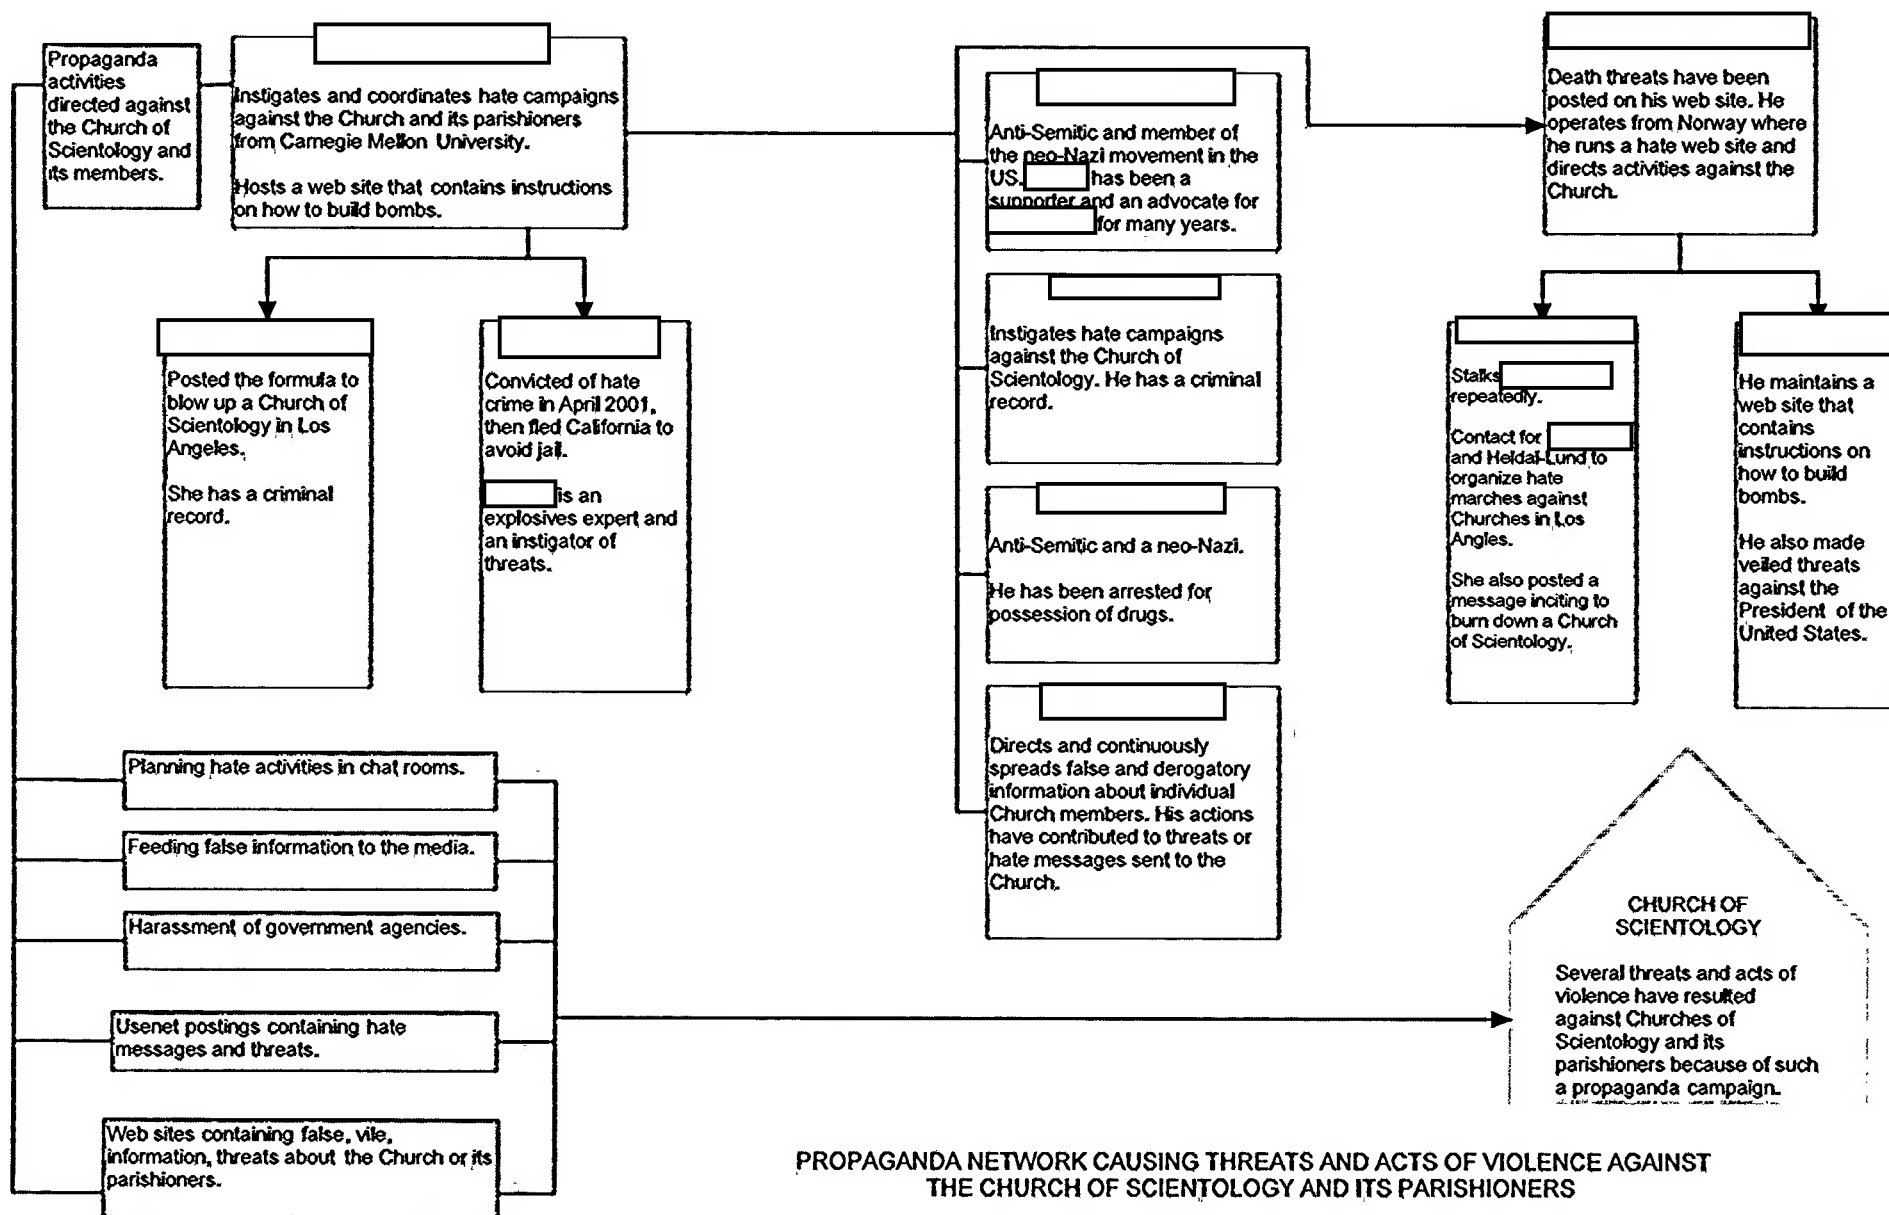 Propaganda
activities
directed against
the Church of
Scientology and
its members.
Instigates and coordinates hate campaigns
against the Church and its parishioners
from Carnegie Mellon University.
Hosts a web site that contains instructions
on how to build bombs.
Posted the formula to
blow up a Church of
Scientology in Los
Angeles.
She has a criminal
record.
Convicted of hate
crime in April 2001,
then fled California to
avoid jail.
is an
explosives expert and
an instigator of
threats.
Anti-Semitic and member of
the neo-Nazi movement in the
US. has been a
supporter and an advocate for
for many years.
Instigates hate campaigns
against the Church of
Scientology. He has a criminal
record.
Anti-Semitic and a neo-Nazi.
He has been arrested for
possession of drugs.
Directs and continuously
spreads false and derogatory
information about individual
Church members. His actions
have contributed to threats or
hate messages sent to the
Church.
Death threats have been
posted on his web site. He
operates from Norway where
he runs a hate web site and
directs activities against the
Church.
Stalks
repeatedly.
Contact for
and Heldal-Lund to
organize hate
marches against
Churches in Los
Angles.
She also posted a
message inciting to
burn down a Church
of Scientology.
He maintains a
web site that
contains
instructions on
how to build
bombs.
He also made
veiled threats
against the
President of the
United States.
Planning hate activities in chat rooms.
Feeding false information to the media.
Harassment of government agencies.
Usenet postings containing hate
messages and threats.
Web sites containing false, vile,
information, threats about the Church or its
parishioners.
CHURCH OF
SCIENTOLOGY
Several threats and acts of
violence have resulted
against Churches of
Scientology and its
parishioners because of such
a propaganda campaign.
PROPAGANDA NETWORK CAUSING THREATS AND ACTS OF VIOLENCE AGAINST
THE CHURCH OF SCIENTOLOGY AND ITS PARISHIONERS